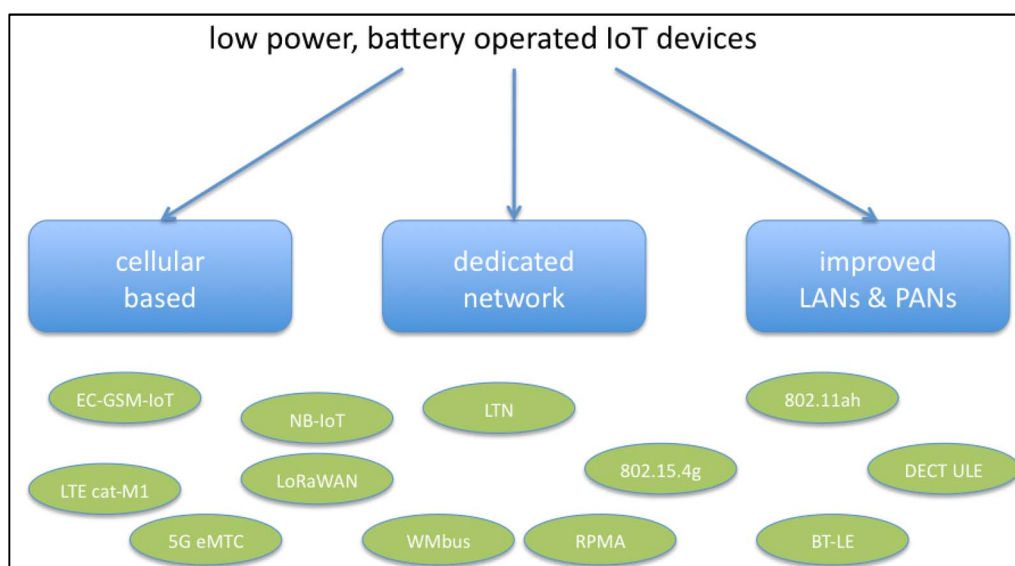 low power, battery operated IoT devices
cellular
based
dedicated
network
improved
LANs & PANs
EC-GSM-IoT
NB-IoT
LTN
802.11ah
LTE cat-M1
LoRaWAN
802.15.4g
DECT ULE
5G eMTC
WMbus
RPMA
BT-LE